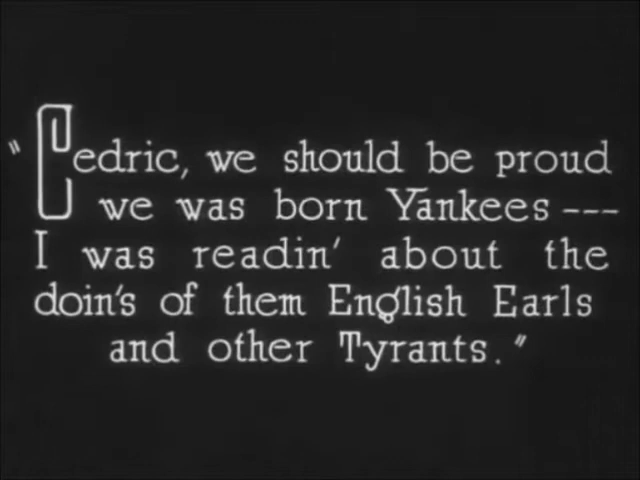 "Cedric, we should be proud
we was born Yankees ---
I was readin' about the
doin's of them English Earls
and other Tyrants."